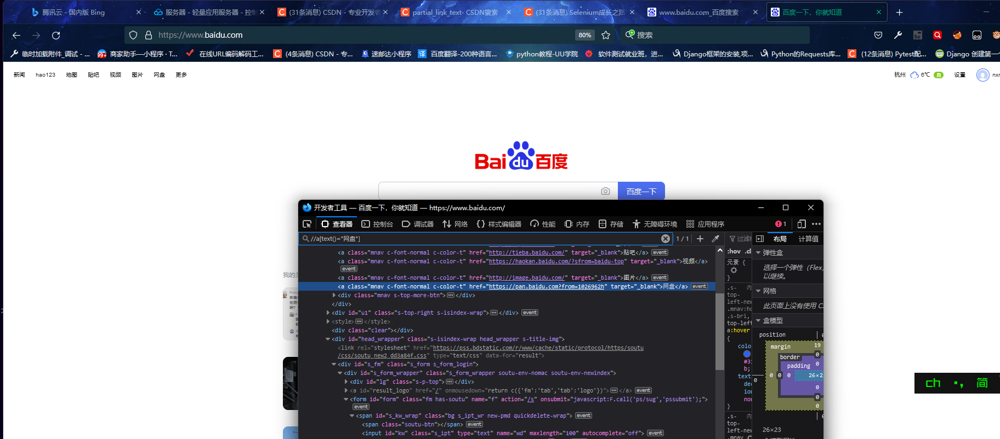 腾讯云 - 国内版 Bing
服务器 - 轻量应用服务器 - 控制
(31条消息) CSDN - 专业开发者
partial_link_text- CSDN搜索
(31条消息) Selenium成长之路
www.baidu.com_百度搜索
百度一下，你就知道
https://www.baidu.com
80%
搜索
临时加载附件_调试 - ...
商家助手—小程序 · T...
在线URL编码解码工...
(4条消息) CSDN - 专...
速邮达小程序
百度翻译-200种语言...
python教程-UU学院
软件测试就业班，进...
Django框架的安装,项...
Python的Requests库...
(12条消息) Pytest配...
Django 创建第一个
新闻 hao123 地图 贴吧 视频 图片 网盘 更多
杭州 6℃ 良 设置
Bai du 百度
百度一下
开发者工具 — 百度一下，你就知道 — https://www.baidu.com/
查看器 控制台 调试器 网络 样式编辑器 性能 内存 存储 无障碍环境 应用程序 1
//a[text()="网盘"]
1 / 1
布局 计算值
<a class="mnav c-font-normal c-color-t" href="http://tieba.baidu.com/" target="_blank">贴吧</a> event
<a class="mnav c-font-normal c-color-t" href="https://haokan.baidu.com/?sfrom=baidu-top" target="_blank">视频</a>
event
<a class="mnav c-font-normal c-color-t" href="http://image.baidu.com/" target="_blank">图片</a> event
<a class="mnav c-font-normal c-color-t" href="https://pan.baidu.com?from=1026962h" target="_blank">网盘</a> event
<div class="mnav s-top-more-btn">…</div>
</div>
<div id="u1" class="s-top-right s-isindex-wrap">…</div> event
<style>…</style>
<div class="clear"></div>
<div id="head_wrapper" class="s-isindex-wrap head_wrapper s-title-img">
<link rel="stylesheet" href="https://pss.bdstatic.com/r/www/cache/static/protocol/https/soutu
/css/soutu_new2_dd3a84f.css" type="text/css" data-for="result">
<div id="s_fm" class="s_form s_form_login">
<div id="s_form_wrapper" class="s_form_wrapper soutu-env-nomac soutu-env-newindex">
<div id="lg" class="s-p-top">…</div>
<a id="result_logo" href="/" onmousedown="return c({'fm':'tab','tab':'logo'})">…</a> event
<form id="form" class="fm has-soutu" name="f" action="/s" onsubmit="javascript:F.call('ps/sug','pssubmit');">
event
<span id="s_kw_wrap" class="bg s_ipt_wr new-pmd quickdelete-wrap"> event
<span class="soutu-btn"></span> event
<input id="kw" class="s_ipt" type="text" name="wd" maxlength="100" autocomplete="off"> event
:hov .cl
元素 {
}
.s-
top-
left-new
.mnav:ho
.s-bri,
top-left
a:hover
{
colo
#31
b;
text
dec
ion
non
}
.s-
top-
left-new
.mnav
弹性盒
选择一个弹性（Flex）
以继续。
网格
此页面上没有使用 CS
盒模型
position
margin 19
border 0
padding 0
0 0 0 0 26×2
0
0
0
26×23
我的关
ch 简